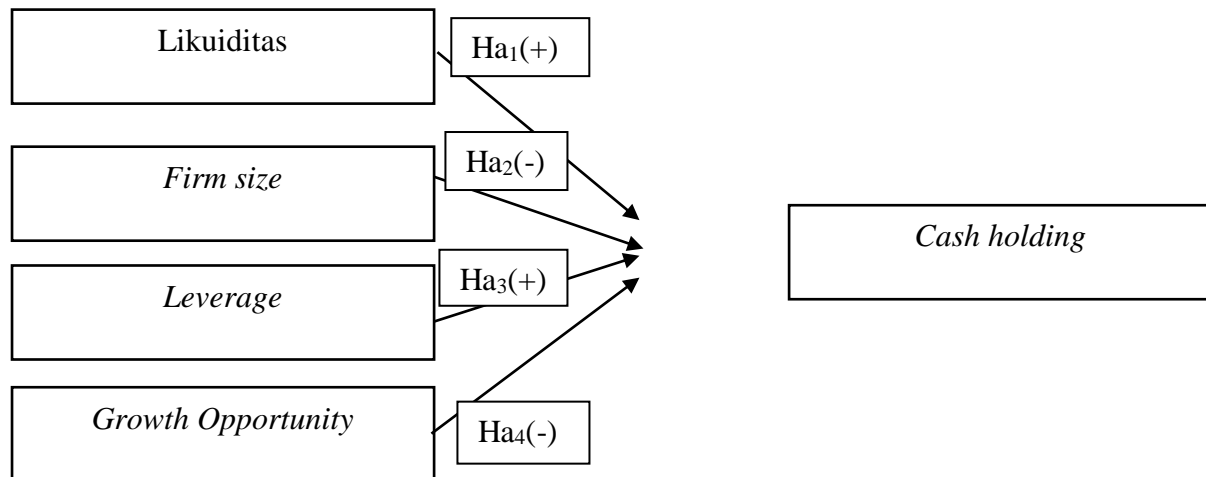 Likuiditas
Ha₁(+)
Firm size
Ha₂(-)
Leverage
Ha₃(+)
Growth Opportunity
Ha₄(-)
Cash holding